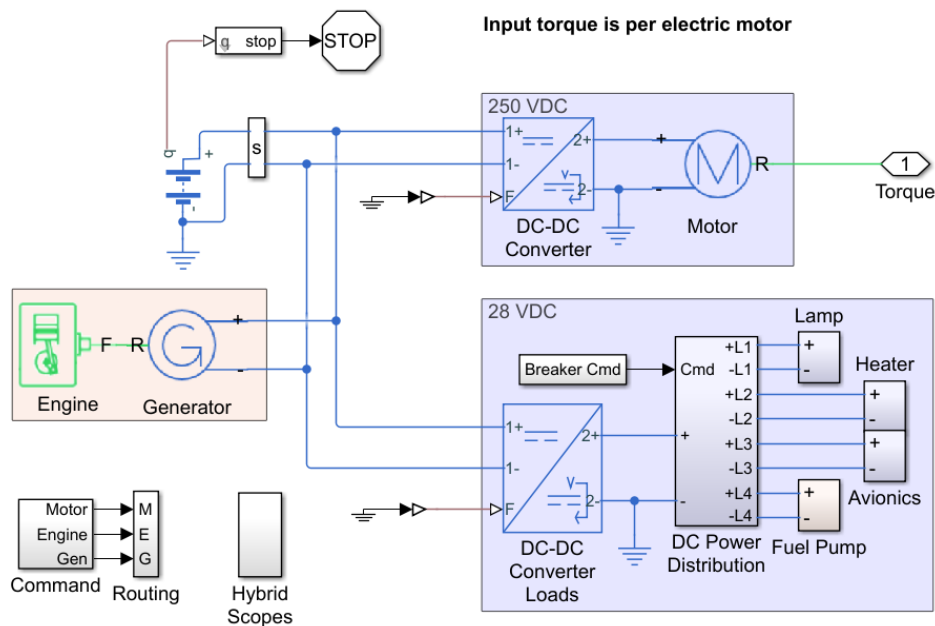 Input torque is per electric motor
q stop
STOP
250 VDC
q
+
s
1+
2+
+
1-
M
R
1
-
V
F
2-
-
Torque
DC-DC
Converter
Motor
28 VDC
Lamp
+L1
+
Breaker Cmd
Cmd
-L1
-
Heater
+
F
R
G
-
Engine
Generator
+L2
+
-L2
-
1+
2+
+
+L3
+
1-
-L3
-
Avionics
V
F
2-
-
+L4
+
-L4
-
Fuel Pump
DC-DC
Converter
Loads
DC Power
Distribution
Motor
M
Engine
E
Gen
G
Command
Routing
Hybrid
Scopes